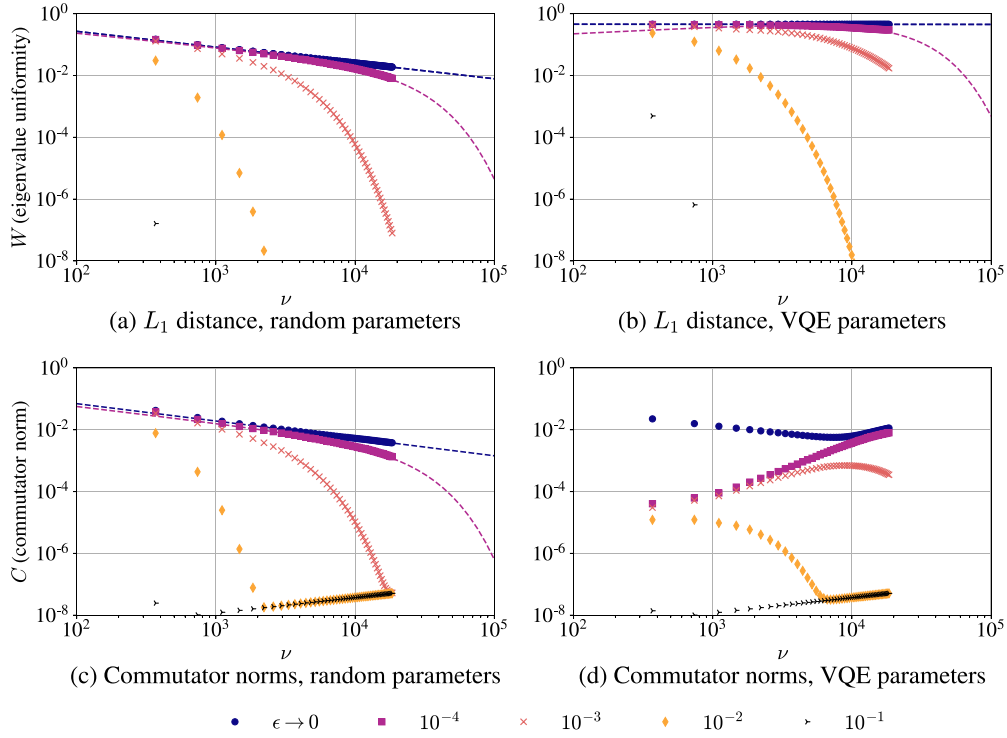 10^0
10^{-2}
10^{-4}
10^{-6}
10^{-8}
W (eigenvalue uniformity)
10^2 10^3 10^4 10^5
ν
(a) L_1 distance, random parameters
10^0
10^{-2}
10^{-4}
10^{-6}
10^{-8}
10^2 10^3 10^4 10^5
ν
(b) L_1 distance, VQE parameters
10^0
10^{-2}
10^{-4}
10^{-6}
10^{-8}
C (commutator norm)
10^2 10^3 10^4 10^5
ν
(c) Commutator norms, random parameters
10^0
10^{-2}
10^{-4}
10^{-6}
10^{-8}
10^2 10^3 10^4 10^5
ν
(d) Commutator norms, VQE parameters
ϵ → 0 10^{-4} 10^{-3} 10^{-2} 10^{-1}